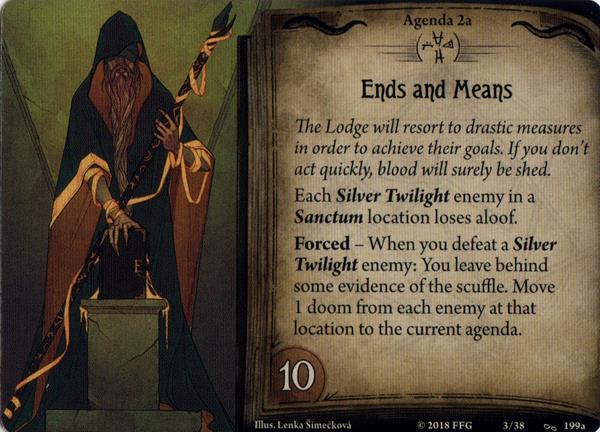 Agenda 2a
Ends and Means
The Lodge will resort to drastic measures
in order to achieve their goals. If you don't
act quickly, blood will surely be shed.
Each Silver Twilight enemy in a
Sanctum location loses aloof.
Forced – When you defeat a Silver
Twilight enemy: You leave behind
some evidence of the scuffle. Move
1 doom from each enemy at that
location to the current agenda.
10
Illus. Lenka Šimečková © 2018 FFG 3/38 199a